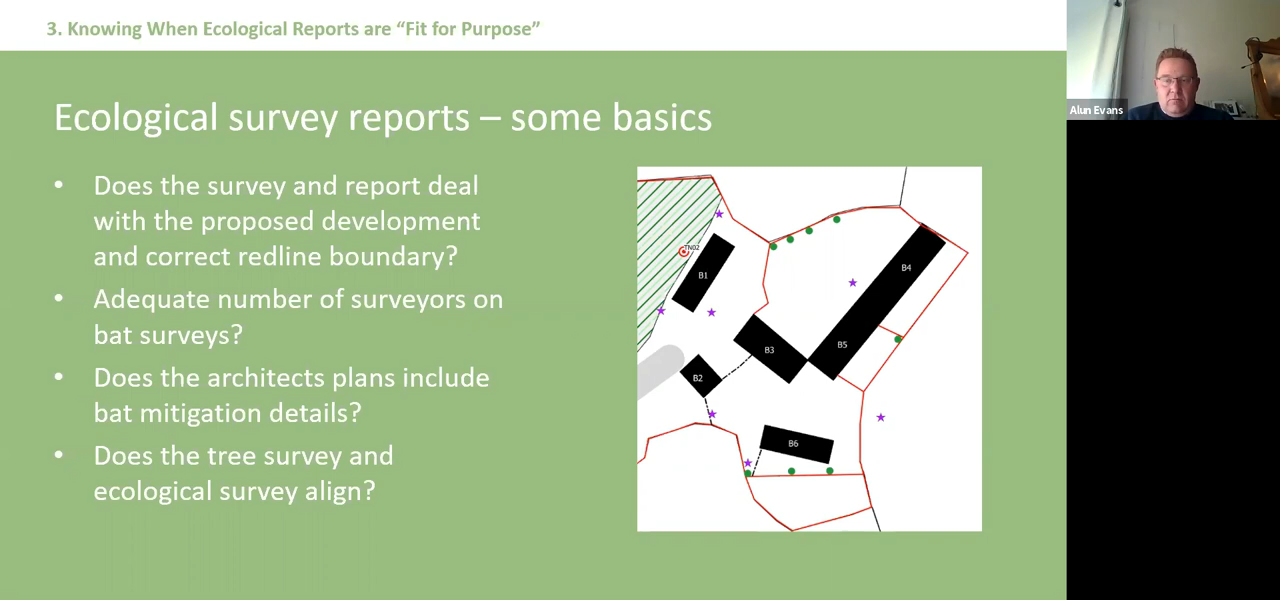 3. Knowing When Ecological Reports are “Fit for Purpose”
Alun Evans
Ecological survey reports – some basics
• Does the survey and report deal
with the proposed development
and correct redline boundary?
• Adequate number of surveyors on
bat surveys?
• Does the architects plans include
bat mitigation details?
• Does the tree survey and
ecological survey align?
TN02
B1
B4
B3
B5
B2
B6